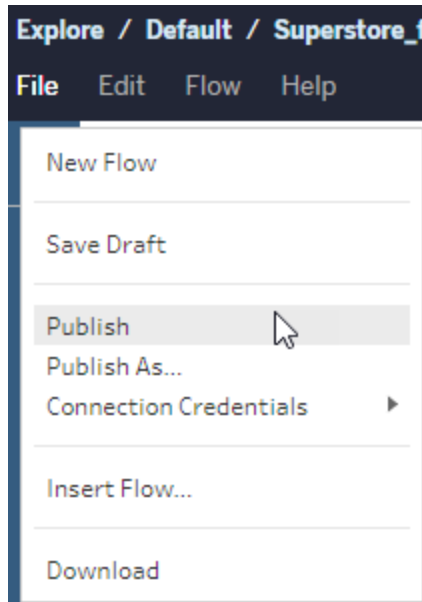 Explore / Default / Superstore_f
File Edit Flow Help
New Flow
Save Draft
Publish
Publish As...
Connection Credentials
Insert Flow...
Download